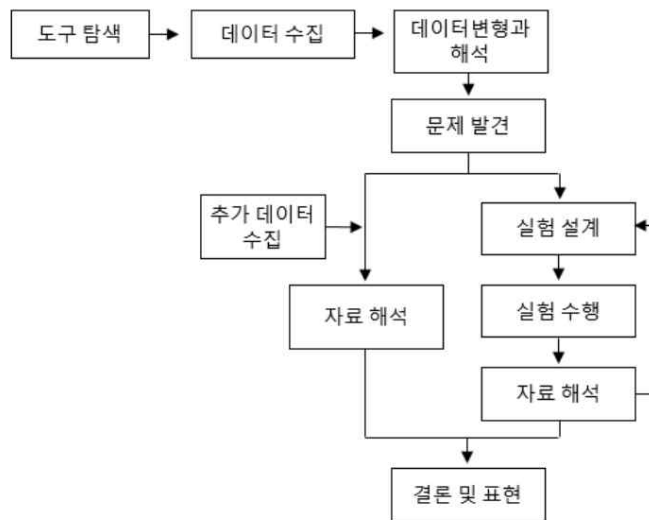 도구 탐색
데이터 수집
데이터변형과
해석
문제 발견
추가 데이터
수집
실험 설계
자료 해석
실험 수행
자료 해석
결론 및 표현